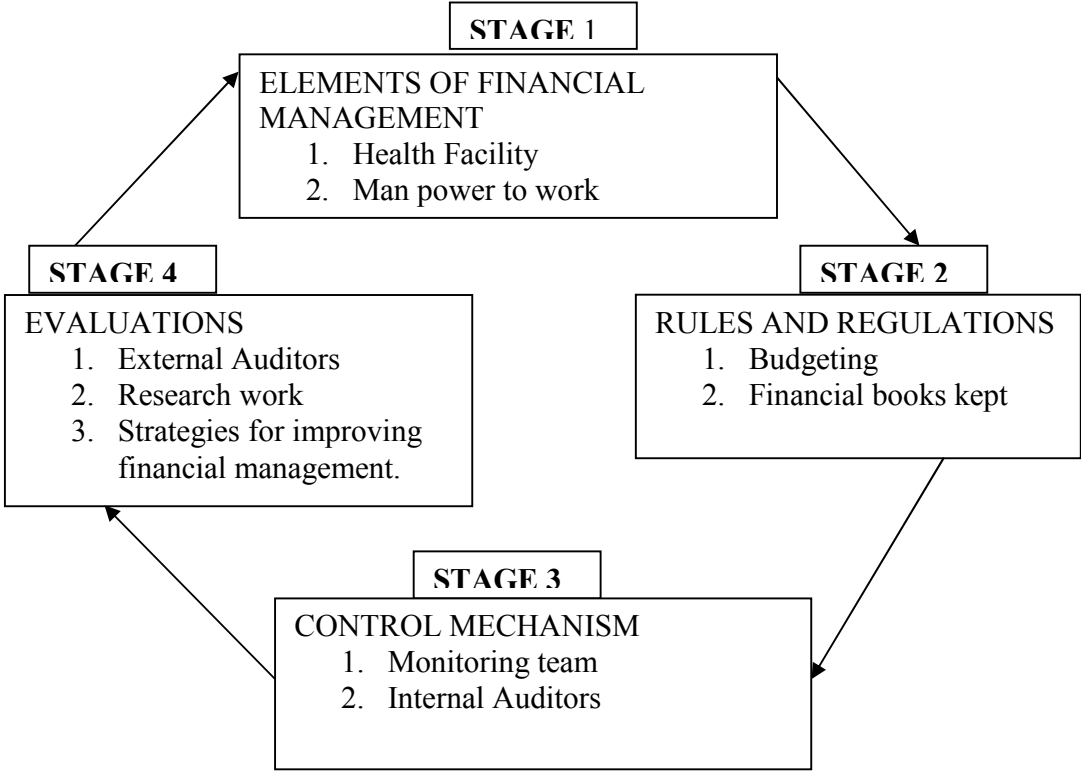 STAGE 1
ELEMENTS OF FINANCIAL
MANAGEMENT
1. Health Facility
2. Man power to work
STAGE 2
RULES AND REGULATIONS
1. Budgeting
2. Financial books kept
STAGE 3
CONTROL MECHANISM
1. Monitoring team
2. Internal Auditors
STAGE 4
EVALUATIONS
1. External Auditors
2. Research work
3. Strategies for improving
financial management.